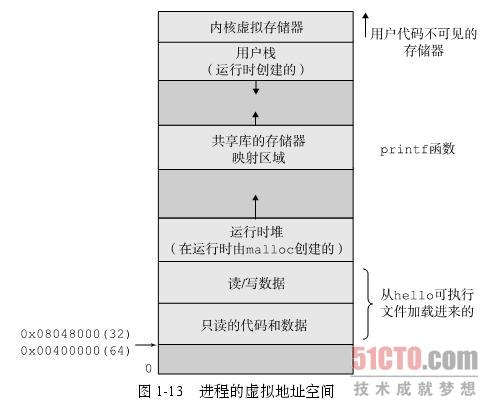 内核虚拟存储器
用户代码不可见的
存储器
用户栈
（运行时创建的）
共享库的存储器
映射区域
printf函数
运行时堆
（在运行时由malloc创建的）
读/写数据
从hello可执行
文件加载进来的
只读的代码和数据
0x08048000(32)
0x00400000(64)
0
51CTO.com
技术成就梦想
图 1-13 进程的虚拟地址空间